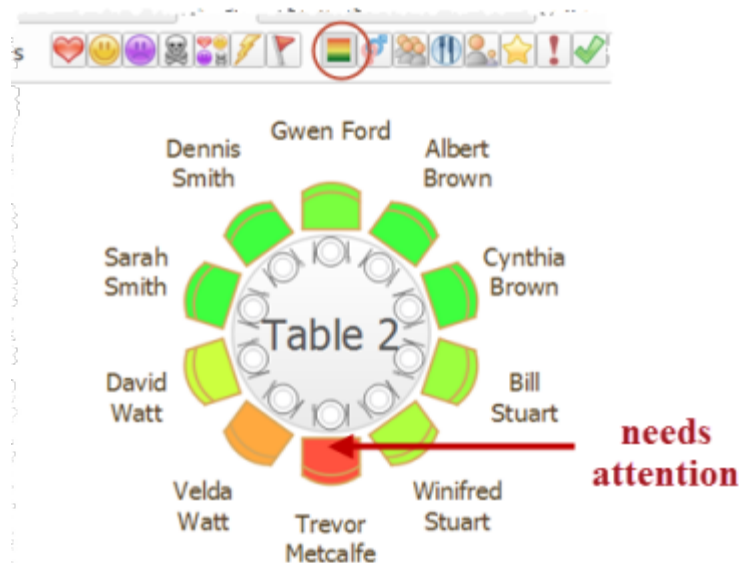 s
Gwen Ford
Dennis
Smith
Albert
Brown
Sarah
Smith
Cynthia
Brown
Table 2
David
Watt
Bill
Stuart
needs
attention
Velda
Watt
Winifred
Stuart
Trevor
Metcalfe